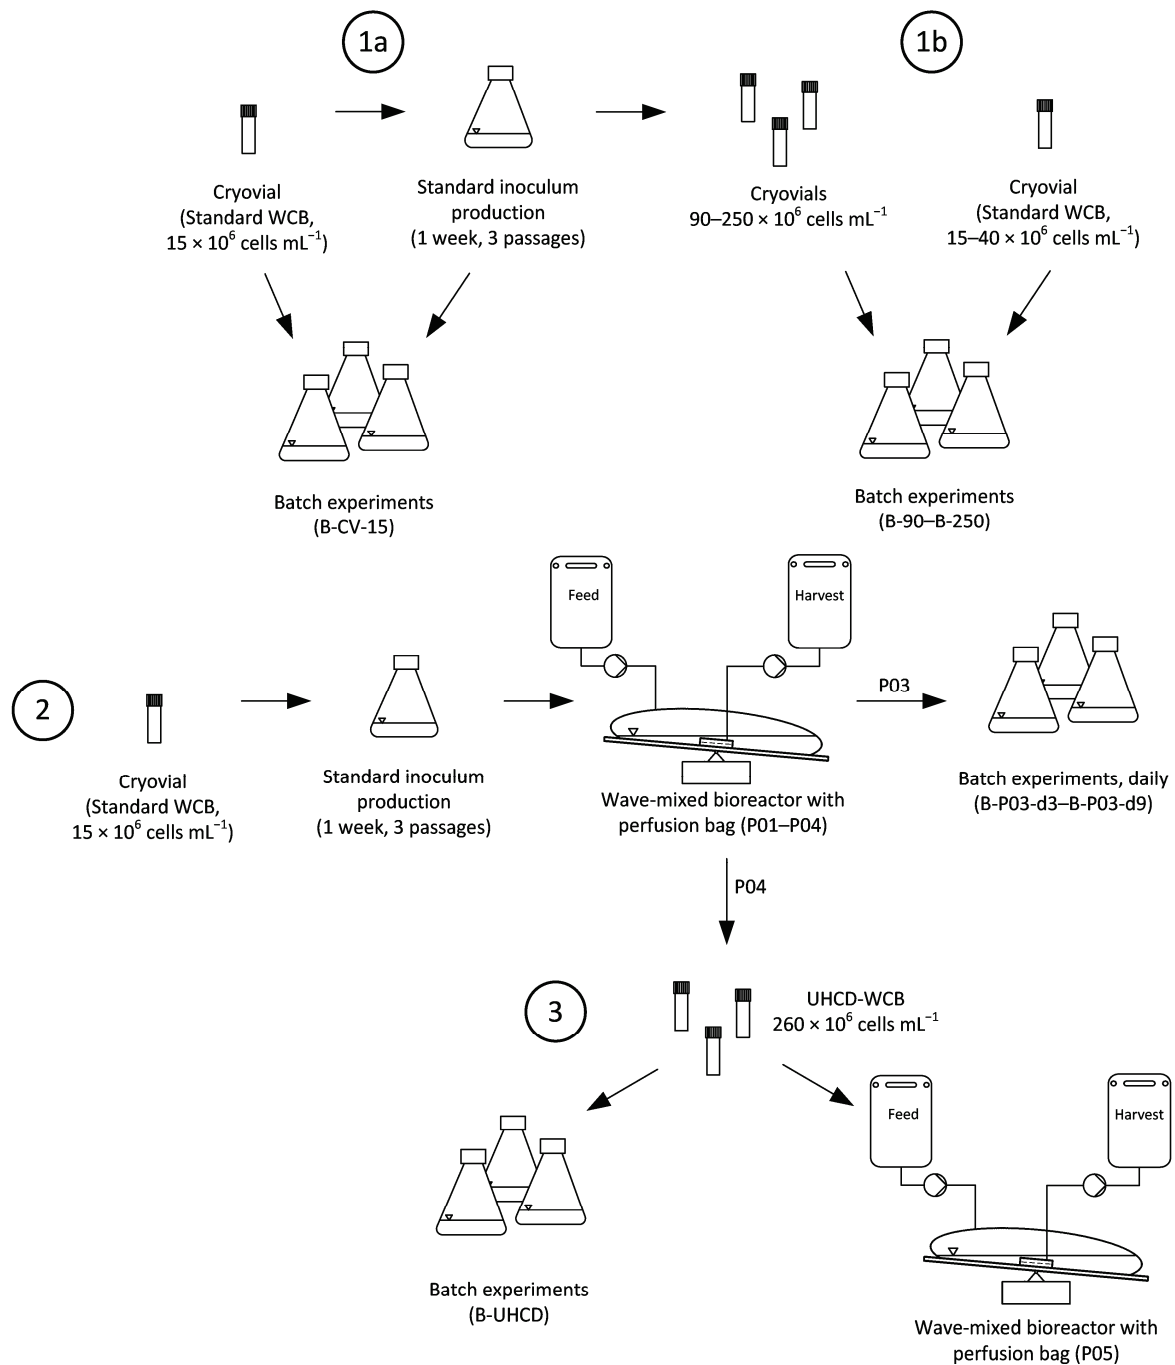 1a
1b
Cryovial
(Standard WCB,
15 × 10⁶ cells mL⁻¹)
Standard inoculum
production
(1 week, 3 passages)
Cryovials
90–250 × 10⁶ cells mL⁻¹
Cryovial
(Standard WCB,
15–40 × 10⁶ cells mL⁻¹)
Batch experiments
(B-CV-15)
Batch experiments
(B-90–B-250)
2
Cryovial
(Standard WCB,
15 × 10⁶ cells mL⁻¹)
Standard inoculum
production
(1 week, 3 passages)
Feed
Harvest
Wave-mixed bioreactor with
perfusion bag (P01–P04)
P03
Batch experiments, daily
(B-P03-d3–B-P03-d9)
P04
3
UHCD-WCB
260 × 10⁶ cells mL⁻¹
Batch experiments
(B-UHCD)
Feed
Harvest
Wave-mixed bioreactor with
perfusion bag (P05)